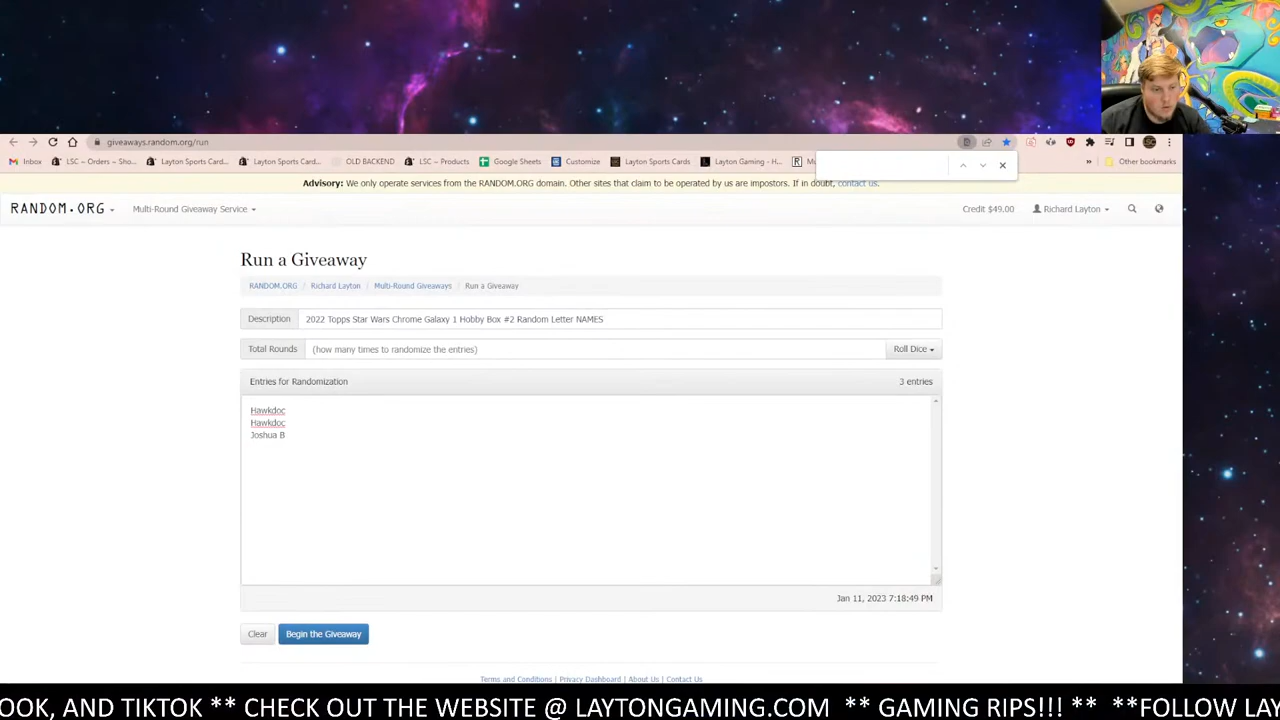 giveaways.random.org/run
Inbox LSC – Orders – Sho... Layton Sports Card... Layton Sports Card... OLD BACKEND LSC – Products Google Sheets Customize Layton Sports Cards Layton Gaming - H... Mu Other bookmarks
Advisory: We only operate services from the RANDOM.ORG domain. Other sites that claim to be operated by us are impostors. If in doubt, contact us.
RANDOM.ORG Multi-Round Giveaway Service Credit $49.00 Richard Layton
Run a Giveaway
RANDOM.ORG / Richard Layton / Multi-Round Giveaways / Run a Giveaway
Description 2022 Topps Star Wars Chrome Galaxy 1 Hobby Box #2 Random Letter NAMES
Total Rounds (how many times to randomize the entries) Roll Dice
Entries for Randomization 3 entries
Hawkdoc
Hawkdoc
Joshua B
Jan 11, 2023 7:18:49 PM
Clear Begin the Giveaway
Terms and Conditions | Privacy Dashboard | About Us | Contact Us
OOK, AND TIKTOK ** CHECK OUT THE WEBSITE @ LAYTONGAMING.COM ** GAMING RIPS!!! ** **FOLLOW LAY